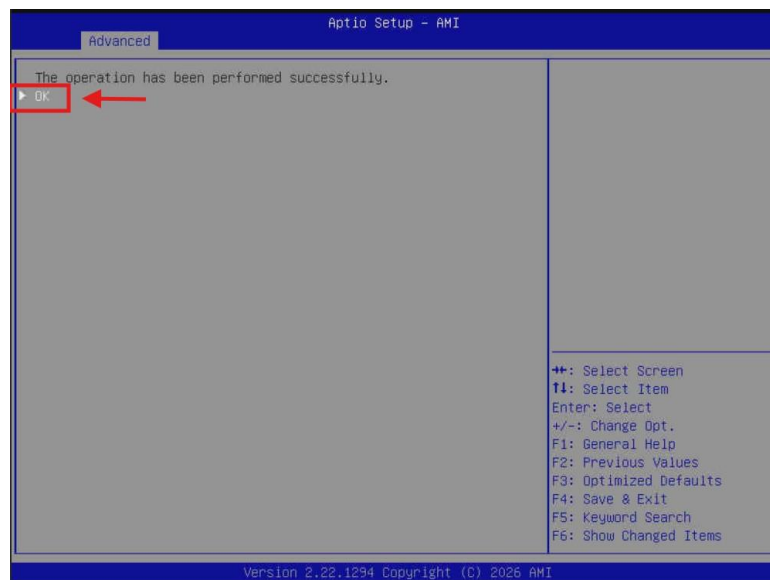 Aptio Setup – AMI
Advanced
The operation has been performed successfully.
OK
→←: Select Screen
↑↓: Select Item
Enter: Select
+/-: Change Opt.
F1: General Help
F2: Previous Values
F3: Optimized Defaults
F4: Save & Exit
F5: Keyword Search
F6: Show Changed Items
Version 2.22.1294 Copyright (C) 2026 AMI